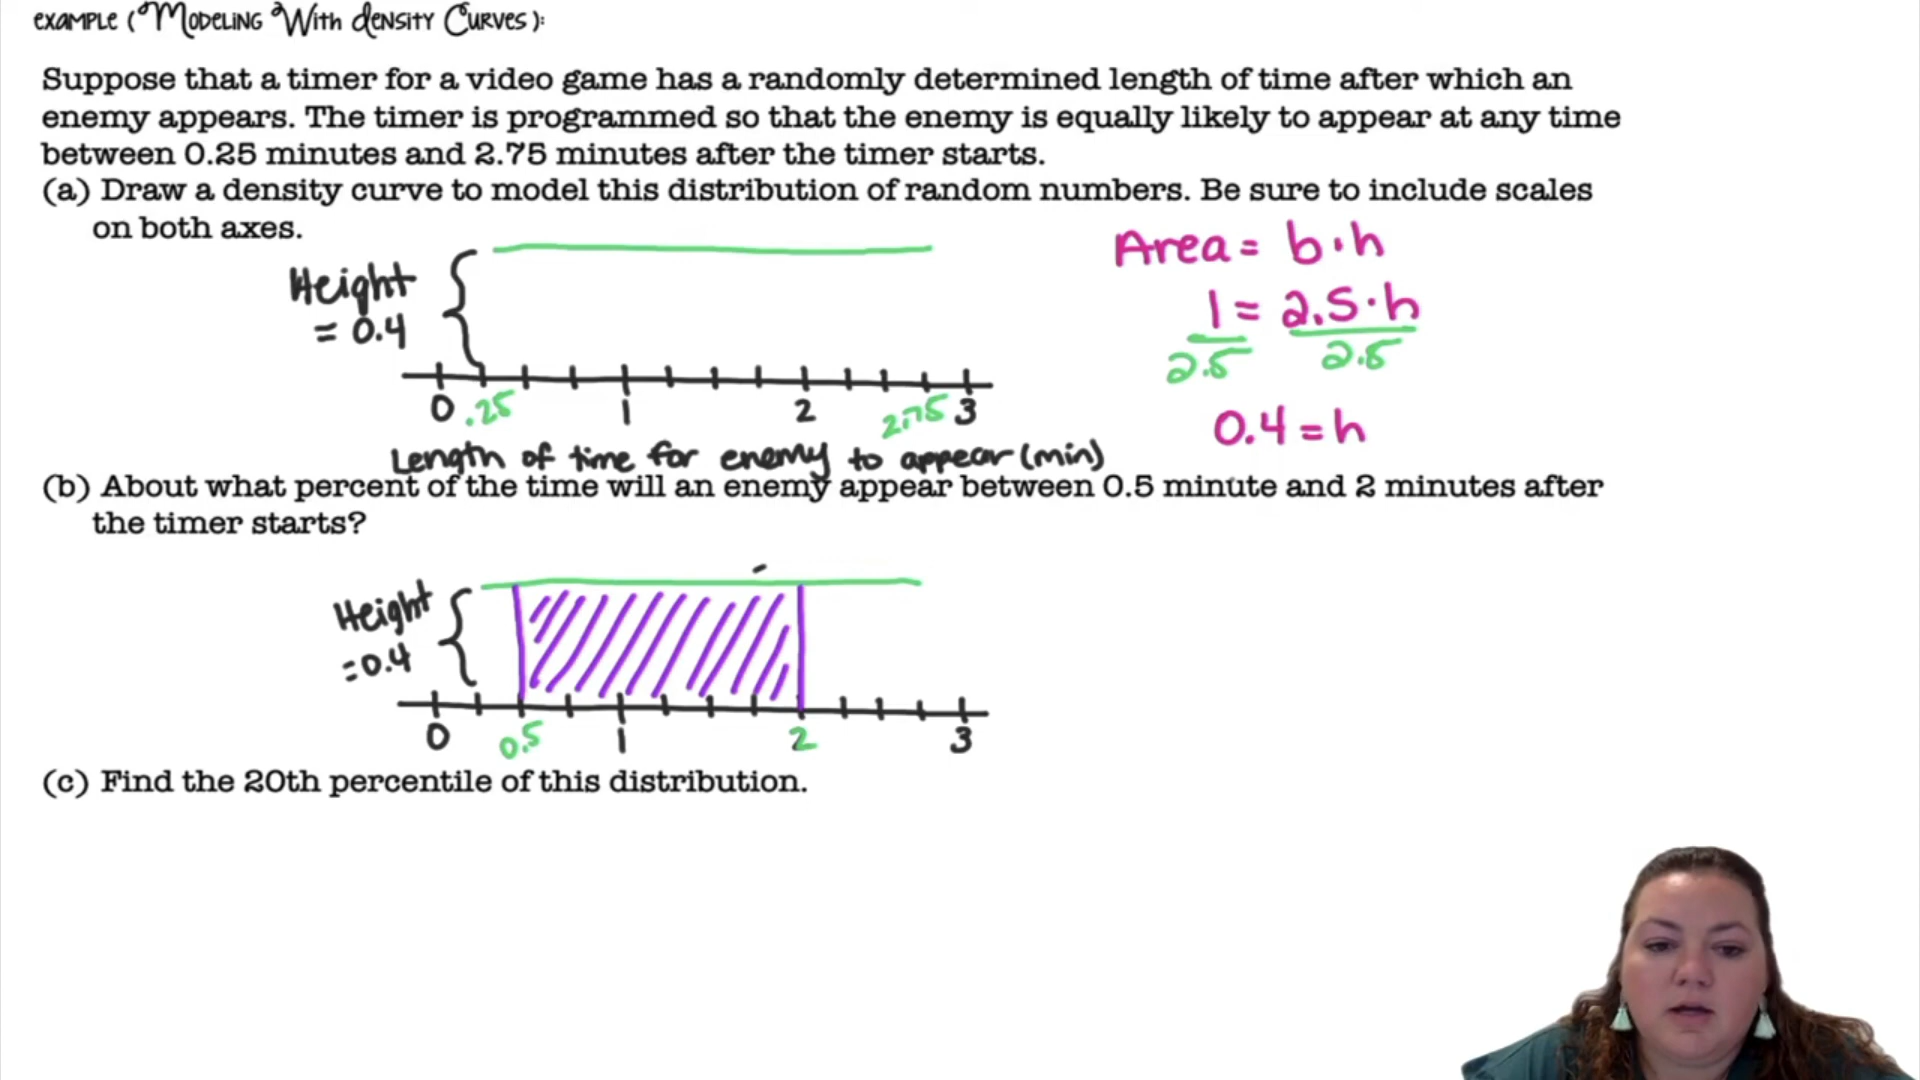 Example (Modeling With Density Curves):
Suppose that a timer for a video game has a randomly determined length of time after which an
enemy appears. The timer is programmed so that the enemy is equally likely to appear at any time
between 0.25 minutes and 2.75 minutes after the timer starts.
(a) Draw a density curve to model this distribution of random numbers. Be sure to include scales
on both axes.
Area = b·h
Height
= 0.4
1 = 2.5·h
2.5 2.5
0 .25 1 2 2.75 3
0.4 = h
Length of time for enemy to appear (min)
(b) About what percent of the time will an enemy appear between 0.5 minute and 2 minutes after
the timer starts?
Height
=0.4
0 0.5 1 2 3
(c) Find the 20th percentile of this distribution.